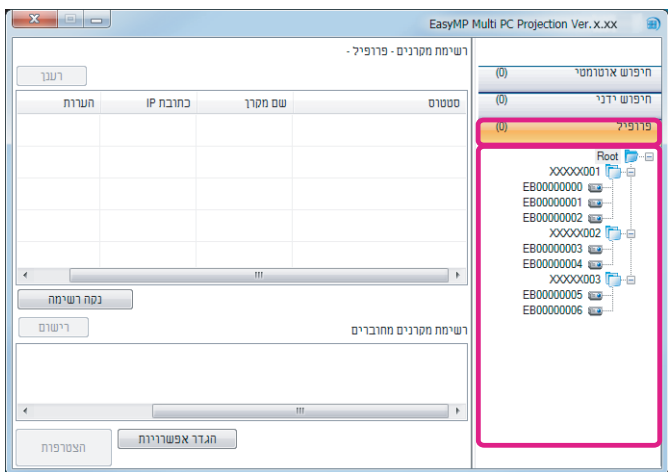 EasyMP Multi PC Projection Ver. x.xx
חיפוש אוטומטי (0)
חיפוש ידני (0)
פרופיל (0)
Root
XXXXX001
EB00000000
EB00000001
EB00000002
XXXXX002
EB00000003
EB00000004
XXXXX003
EB00000005
EB00000006
רשימת מקרנים - פרופיל -
רענן
סטטוס שם מקרן כתובת IP הערות
נקה רשימה
רשימת מקרנים מחוברים
רישום
הגדר אפשרויות
הצטרפות